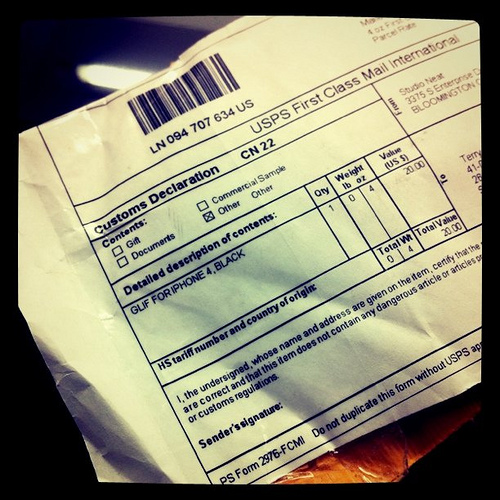 4 oz First
Parcel Rate
LN 094 707 634 US
USPS First Class Mail International
Customs Declaration CN 22
From
Studio Neat
3375 S Enterprise
BLOOMINGTON
Contents:
Gift
Documents
Commercial Sample
Other Other
Detailed description of contents:
Qty
Weight
lb oz
Value
(US $)
GLIF FOR IPHONE 4, BLACK
1
0 4
20.00
To
HS tariff number and country of origin:
Total Wt
0 4
Total Value
20.00
I, the undersigned, whose name and address are given on the item, certify that the
are correct and that this item does not contain any dangerous article or articles
or customs regulations.
Sender's signature:
PS Form 2976-FCMI Do not duplicate this form without USPS